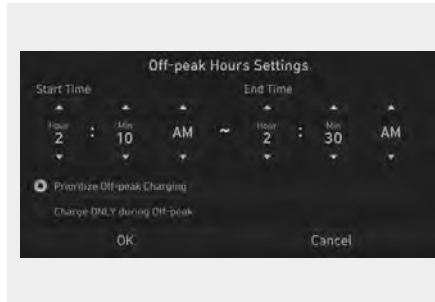 Off-peak Hours Settings
Start Time End Time
Hour Min Hour Min
2 : 10 AM ~ 2 : 30 AM
Prioritize Off-peak Charging
Charge ONLY during Off-peak
OK Cancel